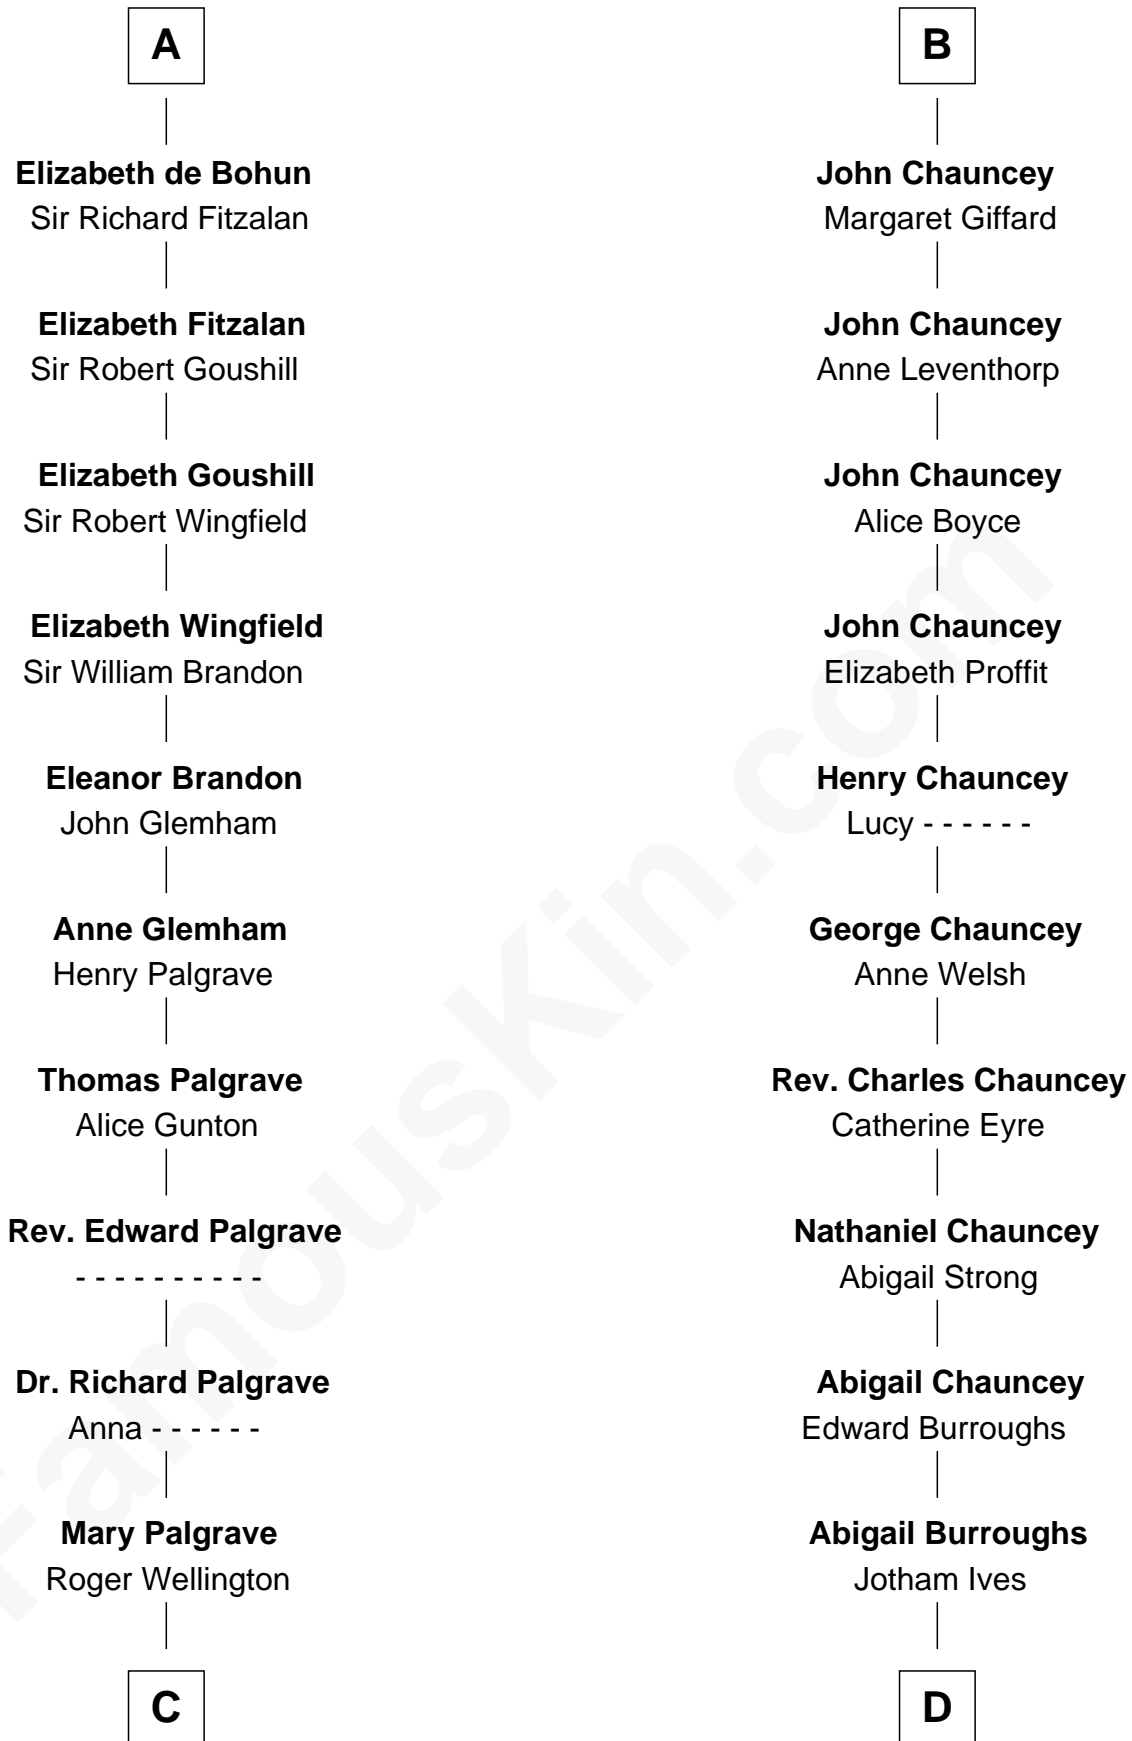 A
Elizabeth de Bohun
Sir Richard Fitzalan
Elizabeth Fitzalan
Sir Robert Goushill
Elizabeth Goushill
Sir Robert Wingfield
Elizabeth Wingfield
Sir William Brandon
Eleanor Brandon
John Glemham
Anne Glemham
Henry Palgrave
Thomas Palgrave
Alice Gunton
Rev. Edward Palgrave
- - - - - - - - - -
Dr. Richard Palgrave
Anna - - - - - -
Mary Palgrave
Roger Wellington
C
B
John Chauncey
Margaret Giffard
John Chauncey
Anne Leventhorp
John Chauncey
Alice Boyce
John Chauncey
Elizabeth Proffit
Henry Chauncey
Lucy - - - - - -
George Chauncey
Anne Welsh
Rev. Charles Chauncey
Catherine Eyre
Nathaniel Chauncey
Abigail Strong
Abigail Chauncey
Edward Burroughs
Abigail Burroughs
Jotham Ives
D
FamousKin.com